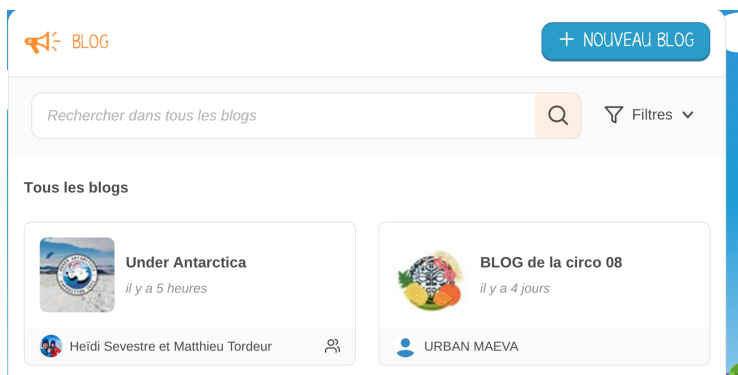 BLOG
+ NOUVEAU BLOG
Rechercher dans tous les blogs
Filtres
Tous les blogs
Under Antarctica
il y a 5 heures
Heïdi Sevestre et Matthieu Tordeur
BLOG de la circo 08
il y a 4 jours
URBAN MAEVA